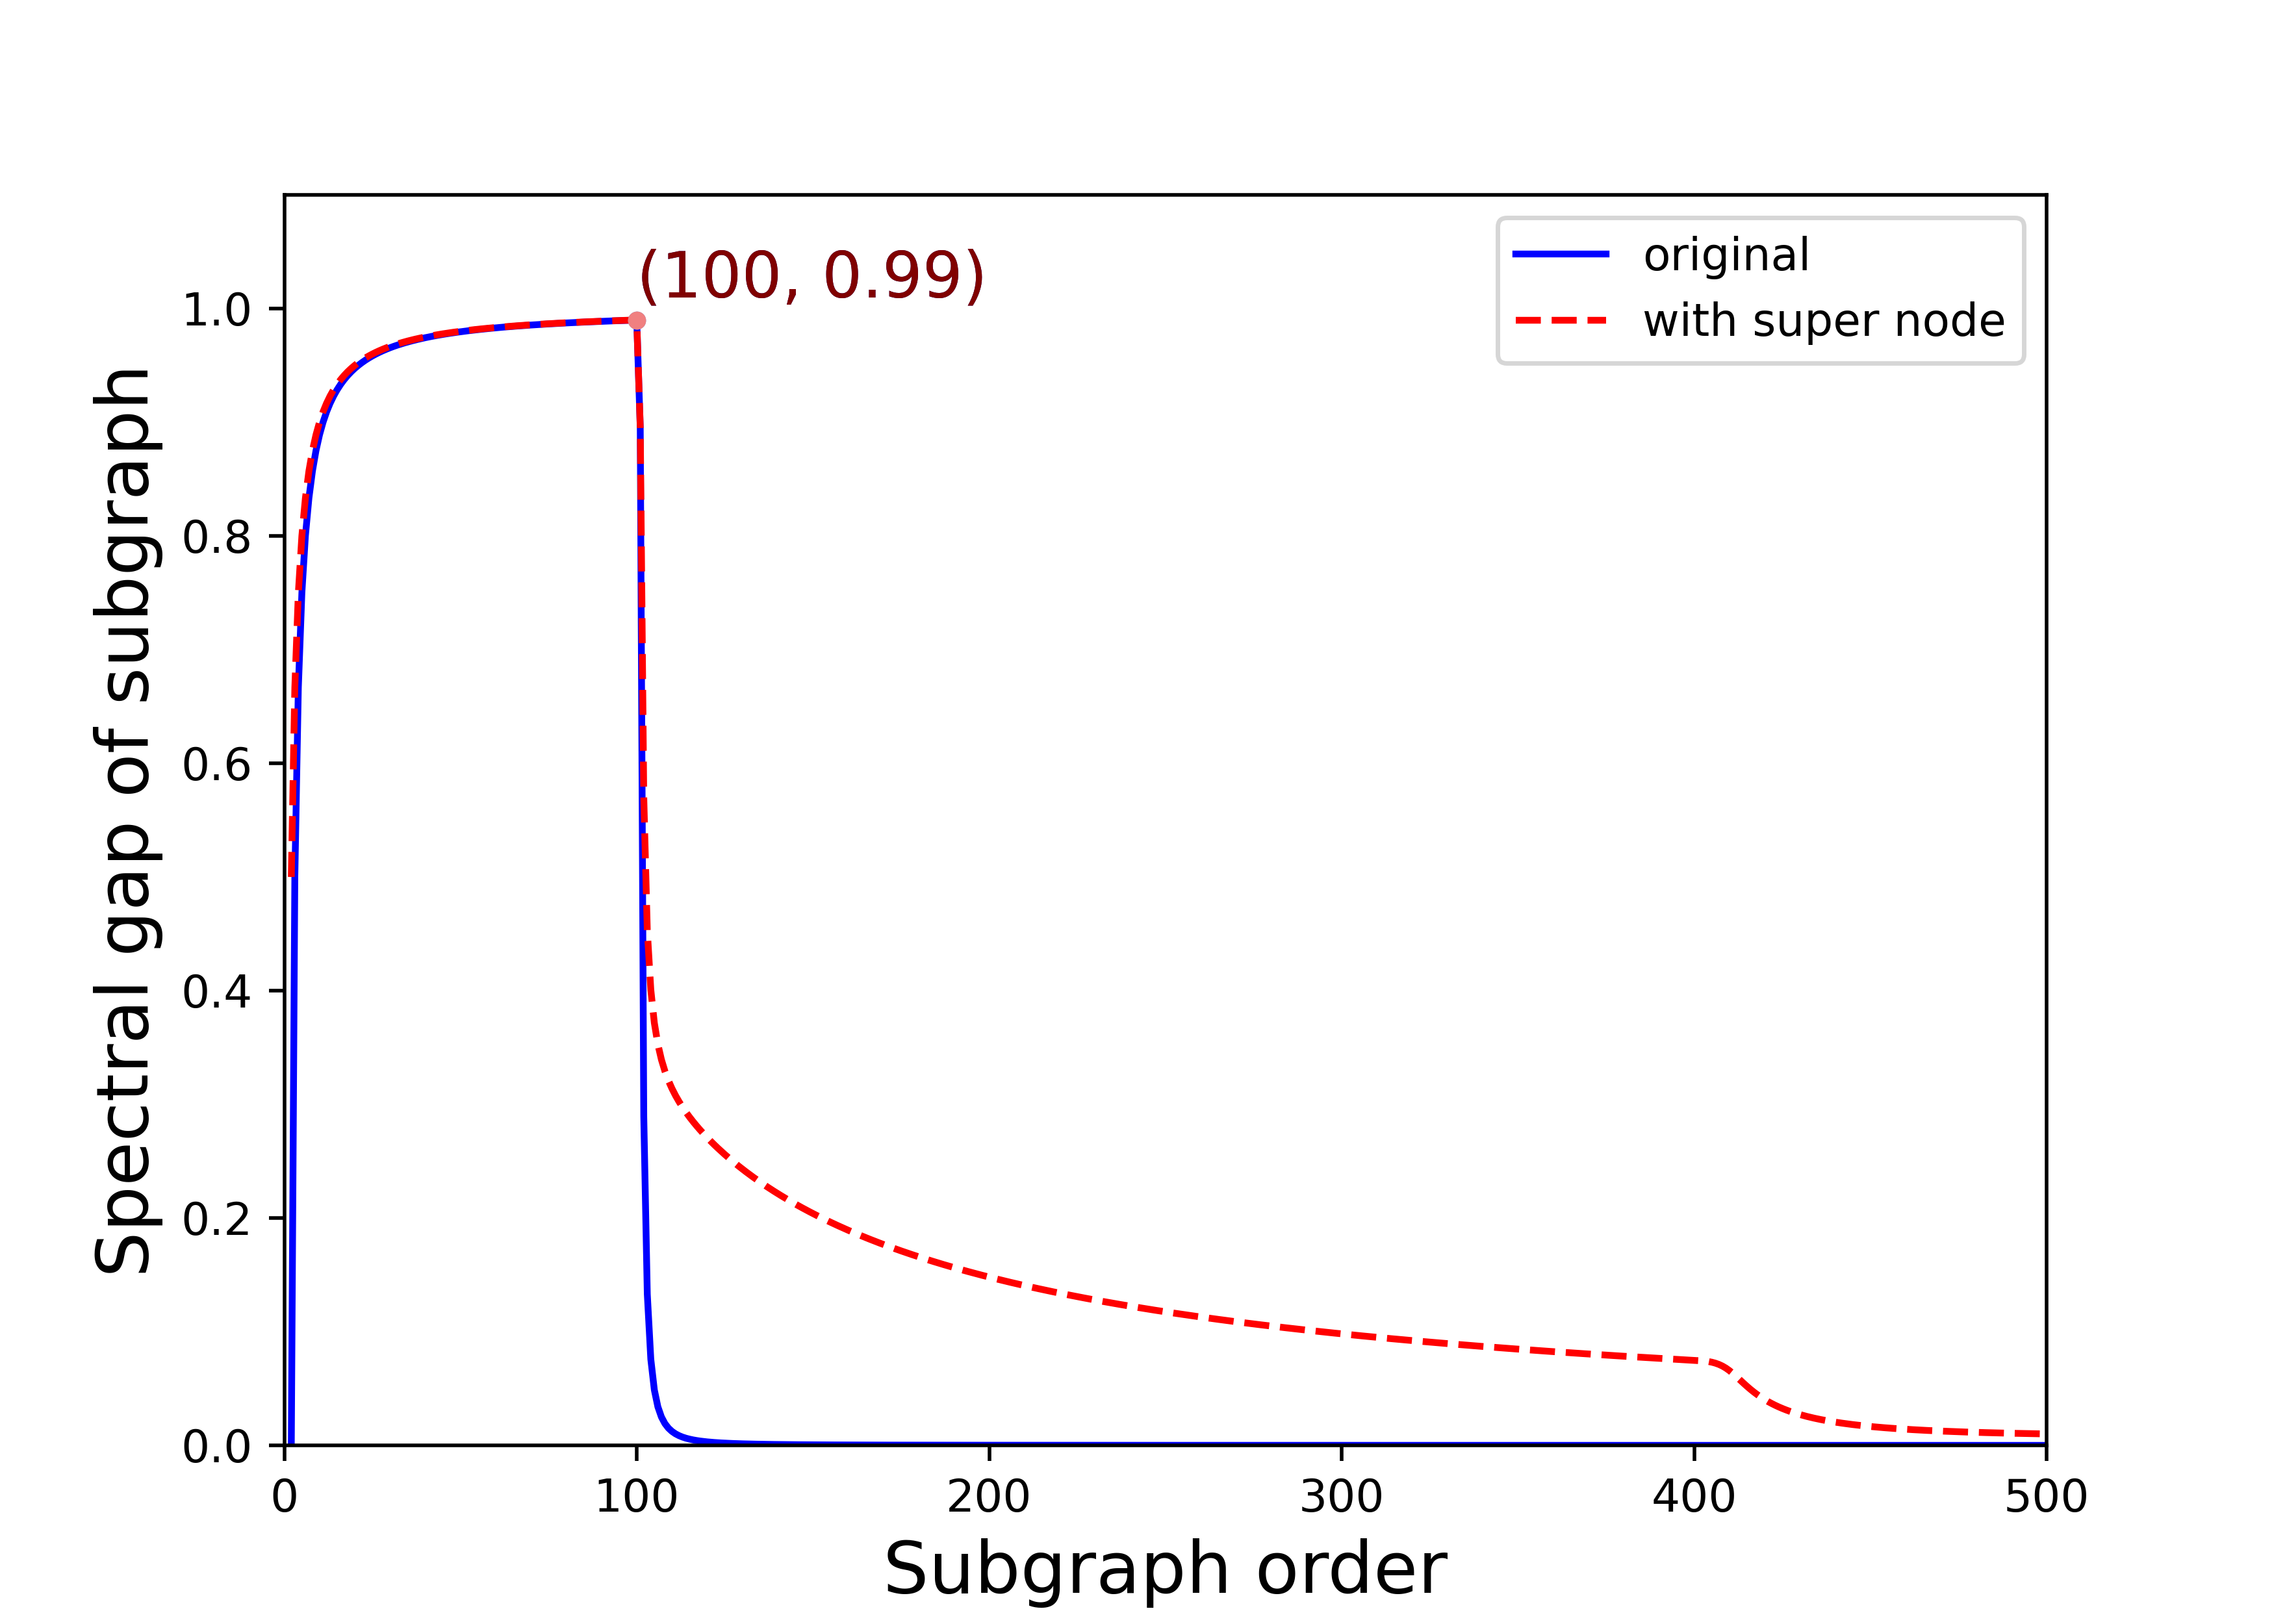 (100, 0.99)
original
with super node
Spectral gap of subgraph
1.0
0.8
0.6
0.4
0.2
0.0
0 100 200 300 400 500
Subgraph order